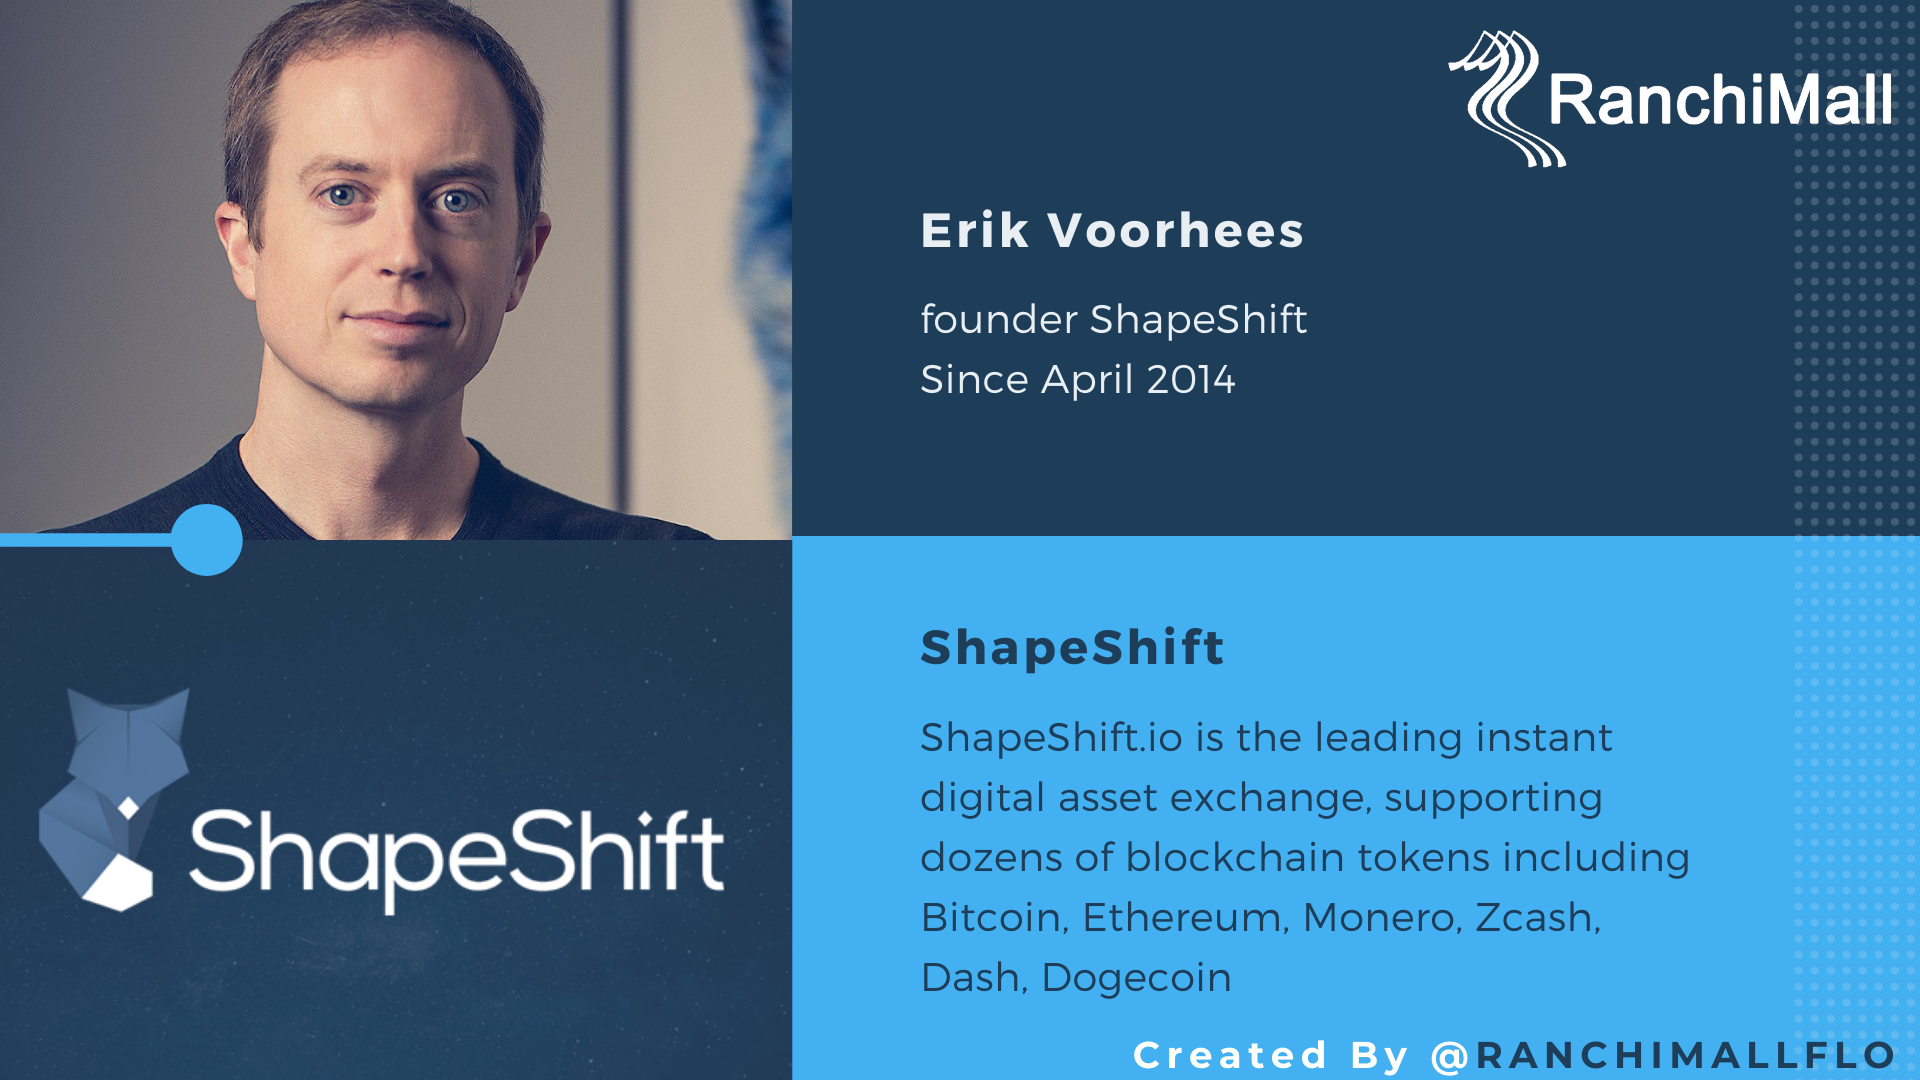 RanchiMall
Erik Voorhees
founder ShapeShift
Since April 2014
ShapeShift
ShapeShift
ShapeShift.io is the leading instant
digital asset exchange, supporting
dozens of blockchain tokens including
Bitcoin, Ethereum, Monero, Zcash,
Dash, Dogecoin
Created By @RANCHIMALLFLO